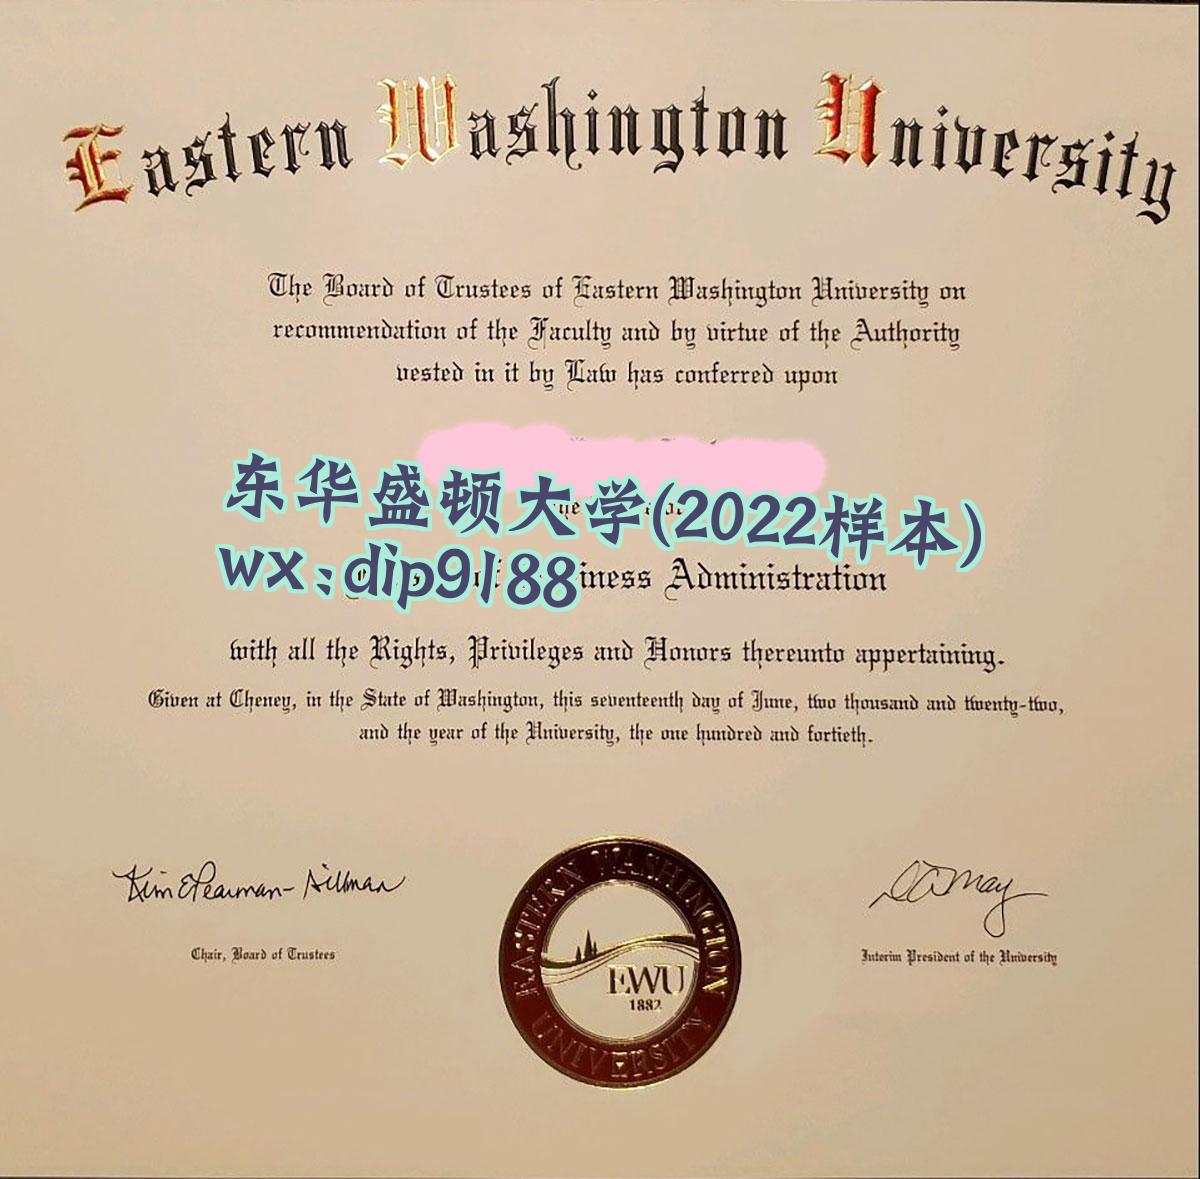 Eastern Washington University
The Board of Trustees of Eastern Washington University on
recommendation of the Faculty and by virtue of the Authority
vested in it by Law has conferred upon
东华盛顿大学(2022样本)
wx:dip9188
iness Administration
with all the Rights, Privileges and Honors thereunto appertaining.
Given at Cheney, in the State of Washington, this seventeenth day of June, two thousand and twenty-two,
and the year of the University, the one hundred and fortieth.
Kim Pearman-Gillman
Chair, Board of Trustees
EASTERN WASHINGTON UNIVERSITY
EWU
1882
D A May
Interim President of the University